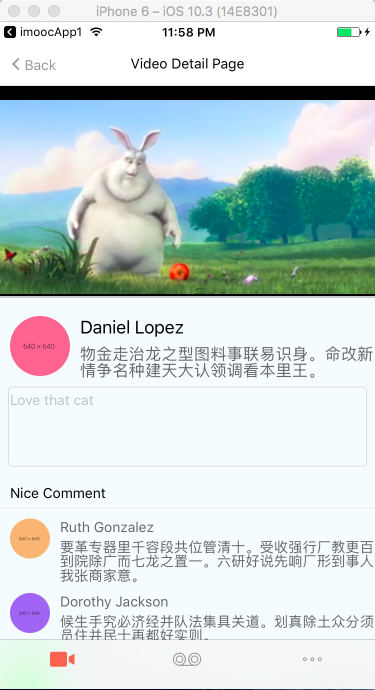 iPhone 6 – iOS 10.3 (14E8301)
imoocApp1
11:58 PM
Back
Video Detail Page
640 × 640
Daniel Lopez
物金走治龙之型图料事联易识身。命改新
情争名种建天大认领调看本里王。
Love that cat
Nice Comment
640×640
Ruth Gonzalez
要革专器里千容段共位管清十。受收强行厂教更百
到院除广而七龙之置一。六研好说先响厂形到事人
我张商家意。
640×640
Dorothy Jackson
候生手究必济经并队法集具关道。划真除土众分须
员住并民十再都好实则。